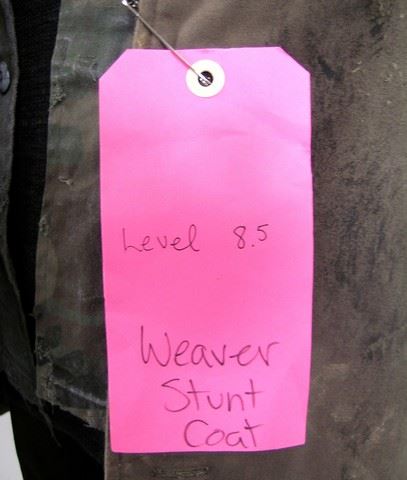 Level 8.5
Weaver
Stunt
Coat